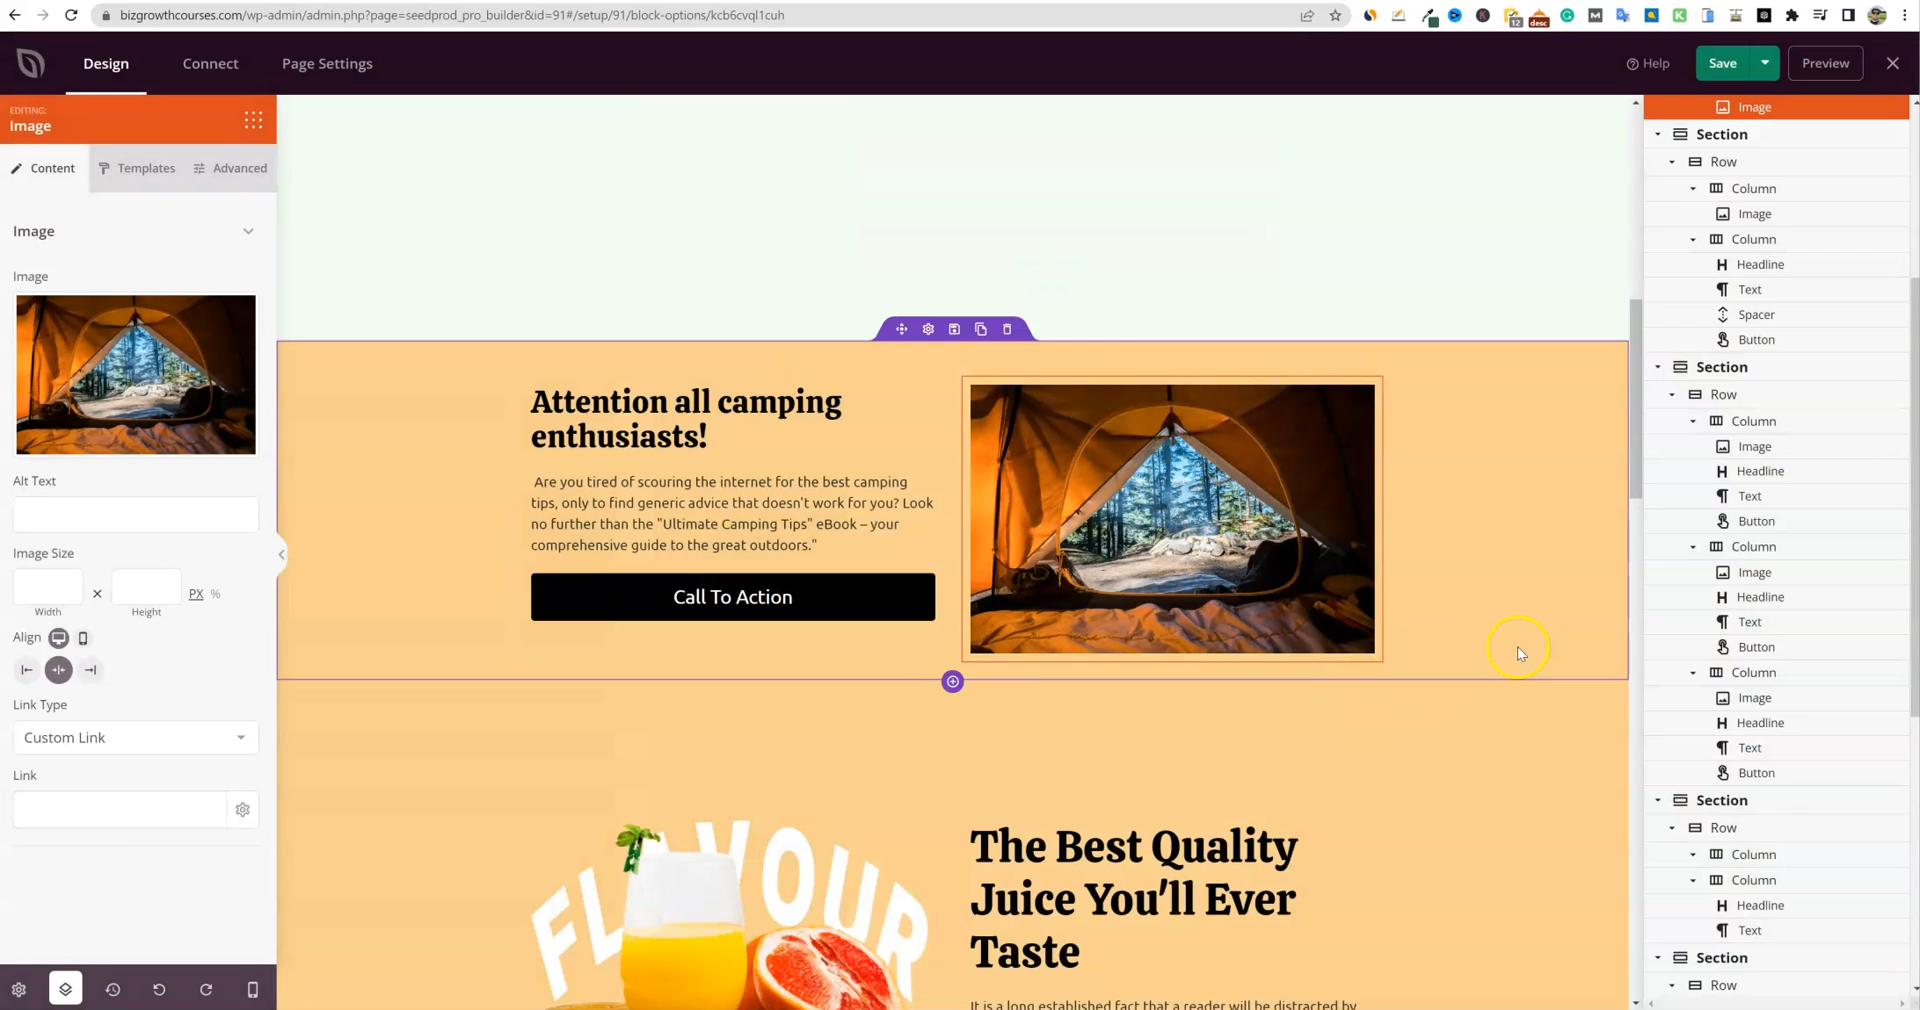 bizgrowthcourses.com/wp-admin/admin.php?page=seedprod_pro_builder&id=91#/setup/91/block-options/kcb6cvql1cuh
12
desc
Design
Connect
Page Settings
Help
Save
Preview
EDITING:
Image
Content
Templates
Advanced
Image
Image
Alt Text
Image Size
×
PX
%
Width
Height
Align
Link Type
Custom Link
Link
Attention all camping
enthusiasts!
Are you tired of scouring the internet for the best camping
tips, only to find generic advice that doesn't work for you? Look
no further than the "Ultimate Camping Tips" eBook – your
comprehensive guide to the great outdoors."
Call To Action
FLAVOUR
The Best Quality
Juice You'll Ever
Taste
It is a long established fact that a reader will be distracted by
Image
Section
Row
Column
Image
Column
Headline
Text
Spacer
Button
Section
Row
Column
Image
Headline
Text
Button
Column
Image
Headline
Text
Button
Column
Image
Headline
Text
Button
Section
Row
Column
Column
Headline
Text
Section
Row